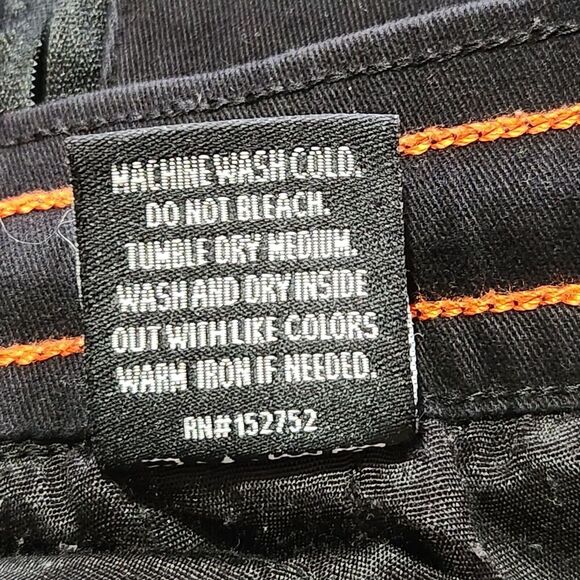 MACHINE WASH COLD.
DO NOT BLEACH.
TUMBLE DRY MEDIUM.
WASH AND DRY INSIDE
OUT WITH LIKE COLORS
WARM IRON IF NEEDED.
RN#152752